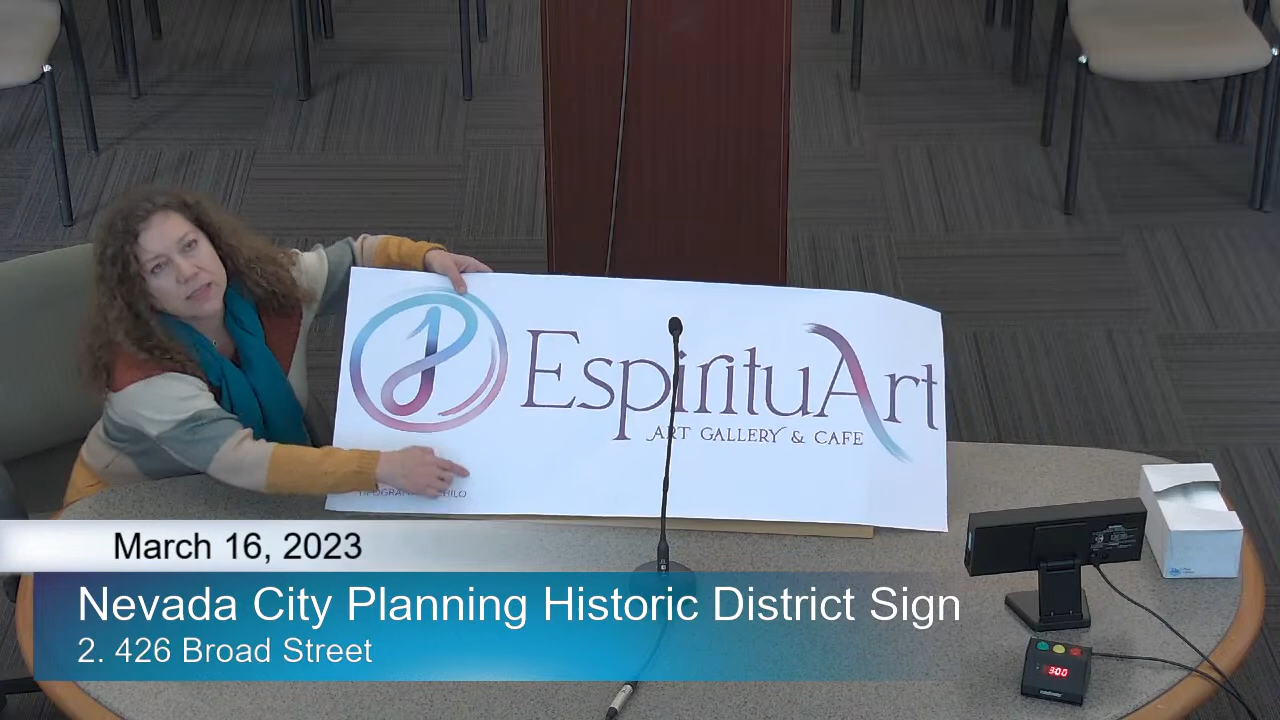 EspirituArt
ART GALLERY & CAFE
March 16, 2023
Nevada City Planning Historic District Sign
2. 426 Broad Street
300